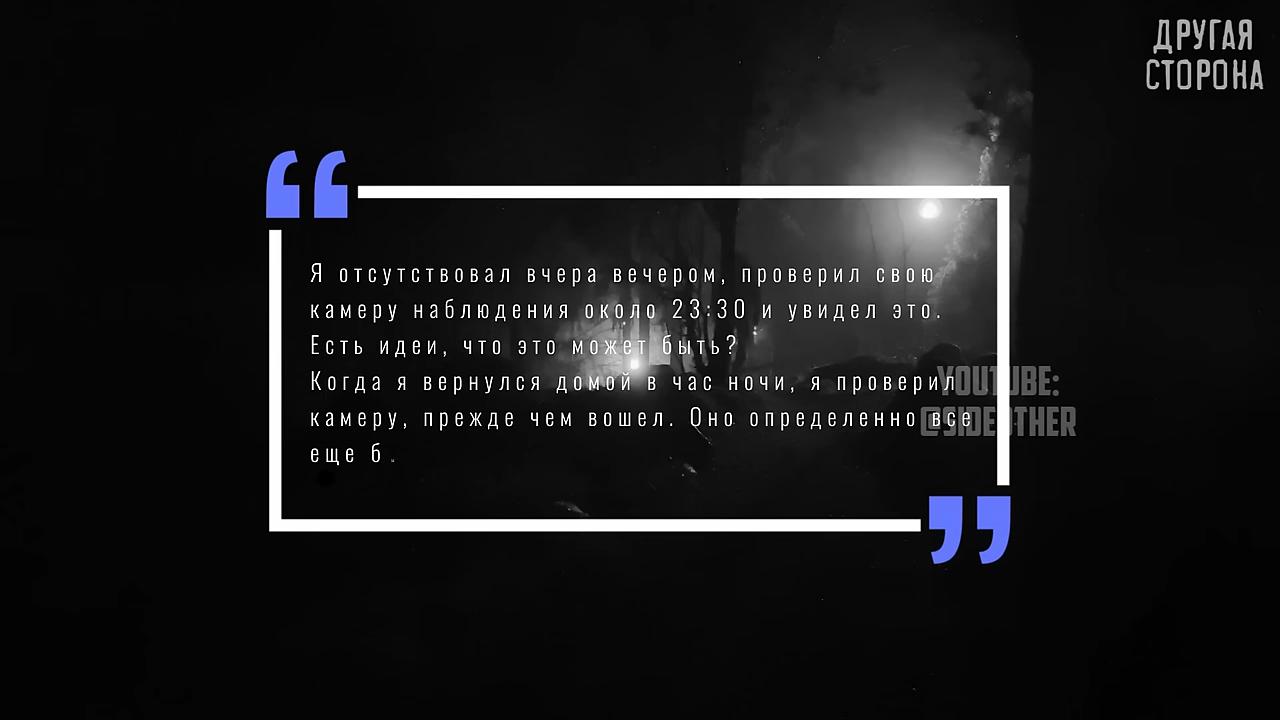 ДРУГАЯ
СТОРОНА
Я отсутствовал вчера вечером, проверил свою
камеру наблюдения около 23:30 и увидел это.
Есть идеи, что это может быть?
Когда я вернулся домой в час ночи, я проверил
камеру, прежде чем вошел. Оно определенно все
еще б
YOUTUBE:
@SIDEOTHER